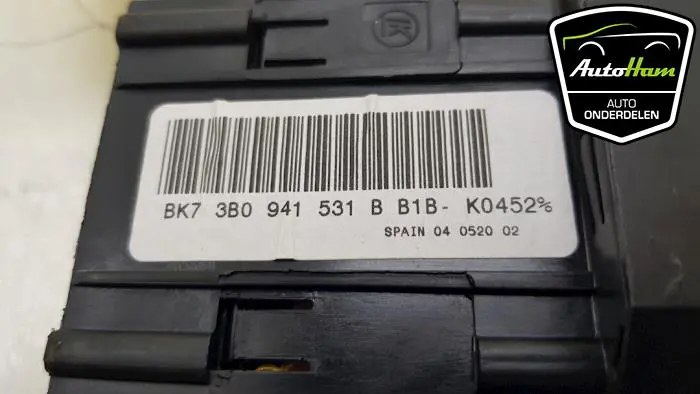 AutoHam
AUTO
ONDERDELEN
BK7 3B0 941 531 B B1B- K0452%
SPAIN 04 0520 02